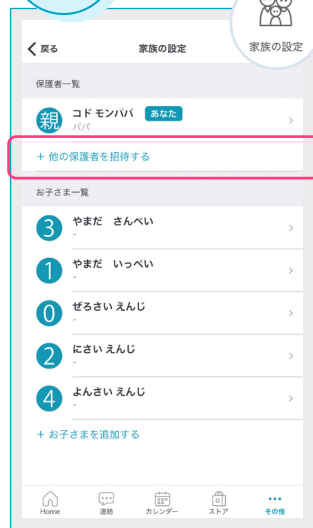 戻る
家族の設定
家族の設定
保護者一覧
親
コド モンパパ
あなた
パパ
+ 他の保護者を招待する
お子さま一覧
3
やまだ　さんぺい
-
1
やまだ　いっぺい
-
0
ぜろさい えんじ
-
2
にさい えんじ
-
4
よんさい えんじ
-
+ お子さまを追加する
Home
連絡
カレンダー
ストア
その他